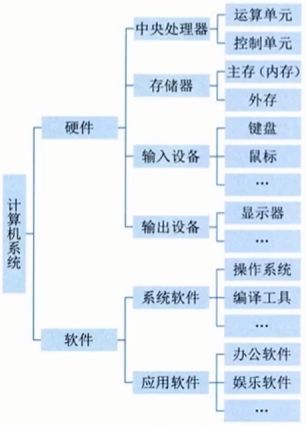 计算机系统
硬件
中央处理器
运算单元
控制单元
存储器
主存(内存)
外存
输入设备
键盘
鼠标
…
输出设备
显示器
…
软件
系统软件
操作系统
编译工具
…
应用软件
办公软件
娱乐软件
…